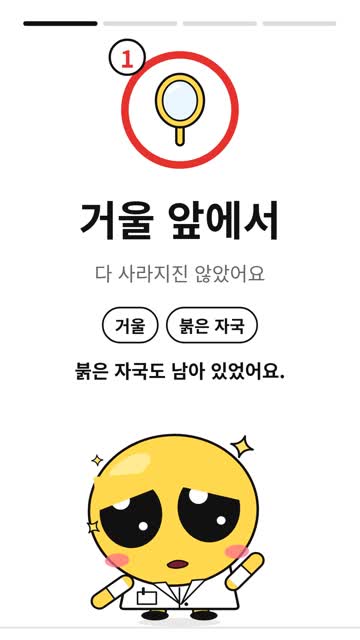 1
거울 앞에서
다 사라지진 않았어요
거울 붉은 자국
붉은 자국도 남아 있었어요.